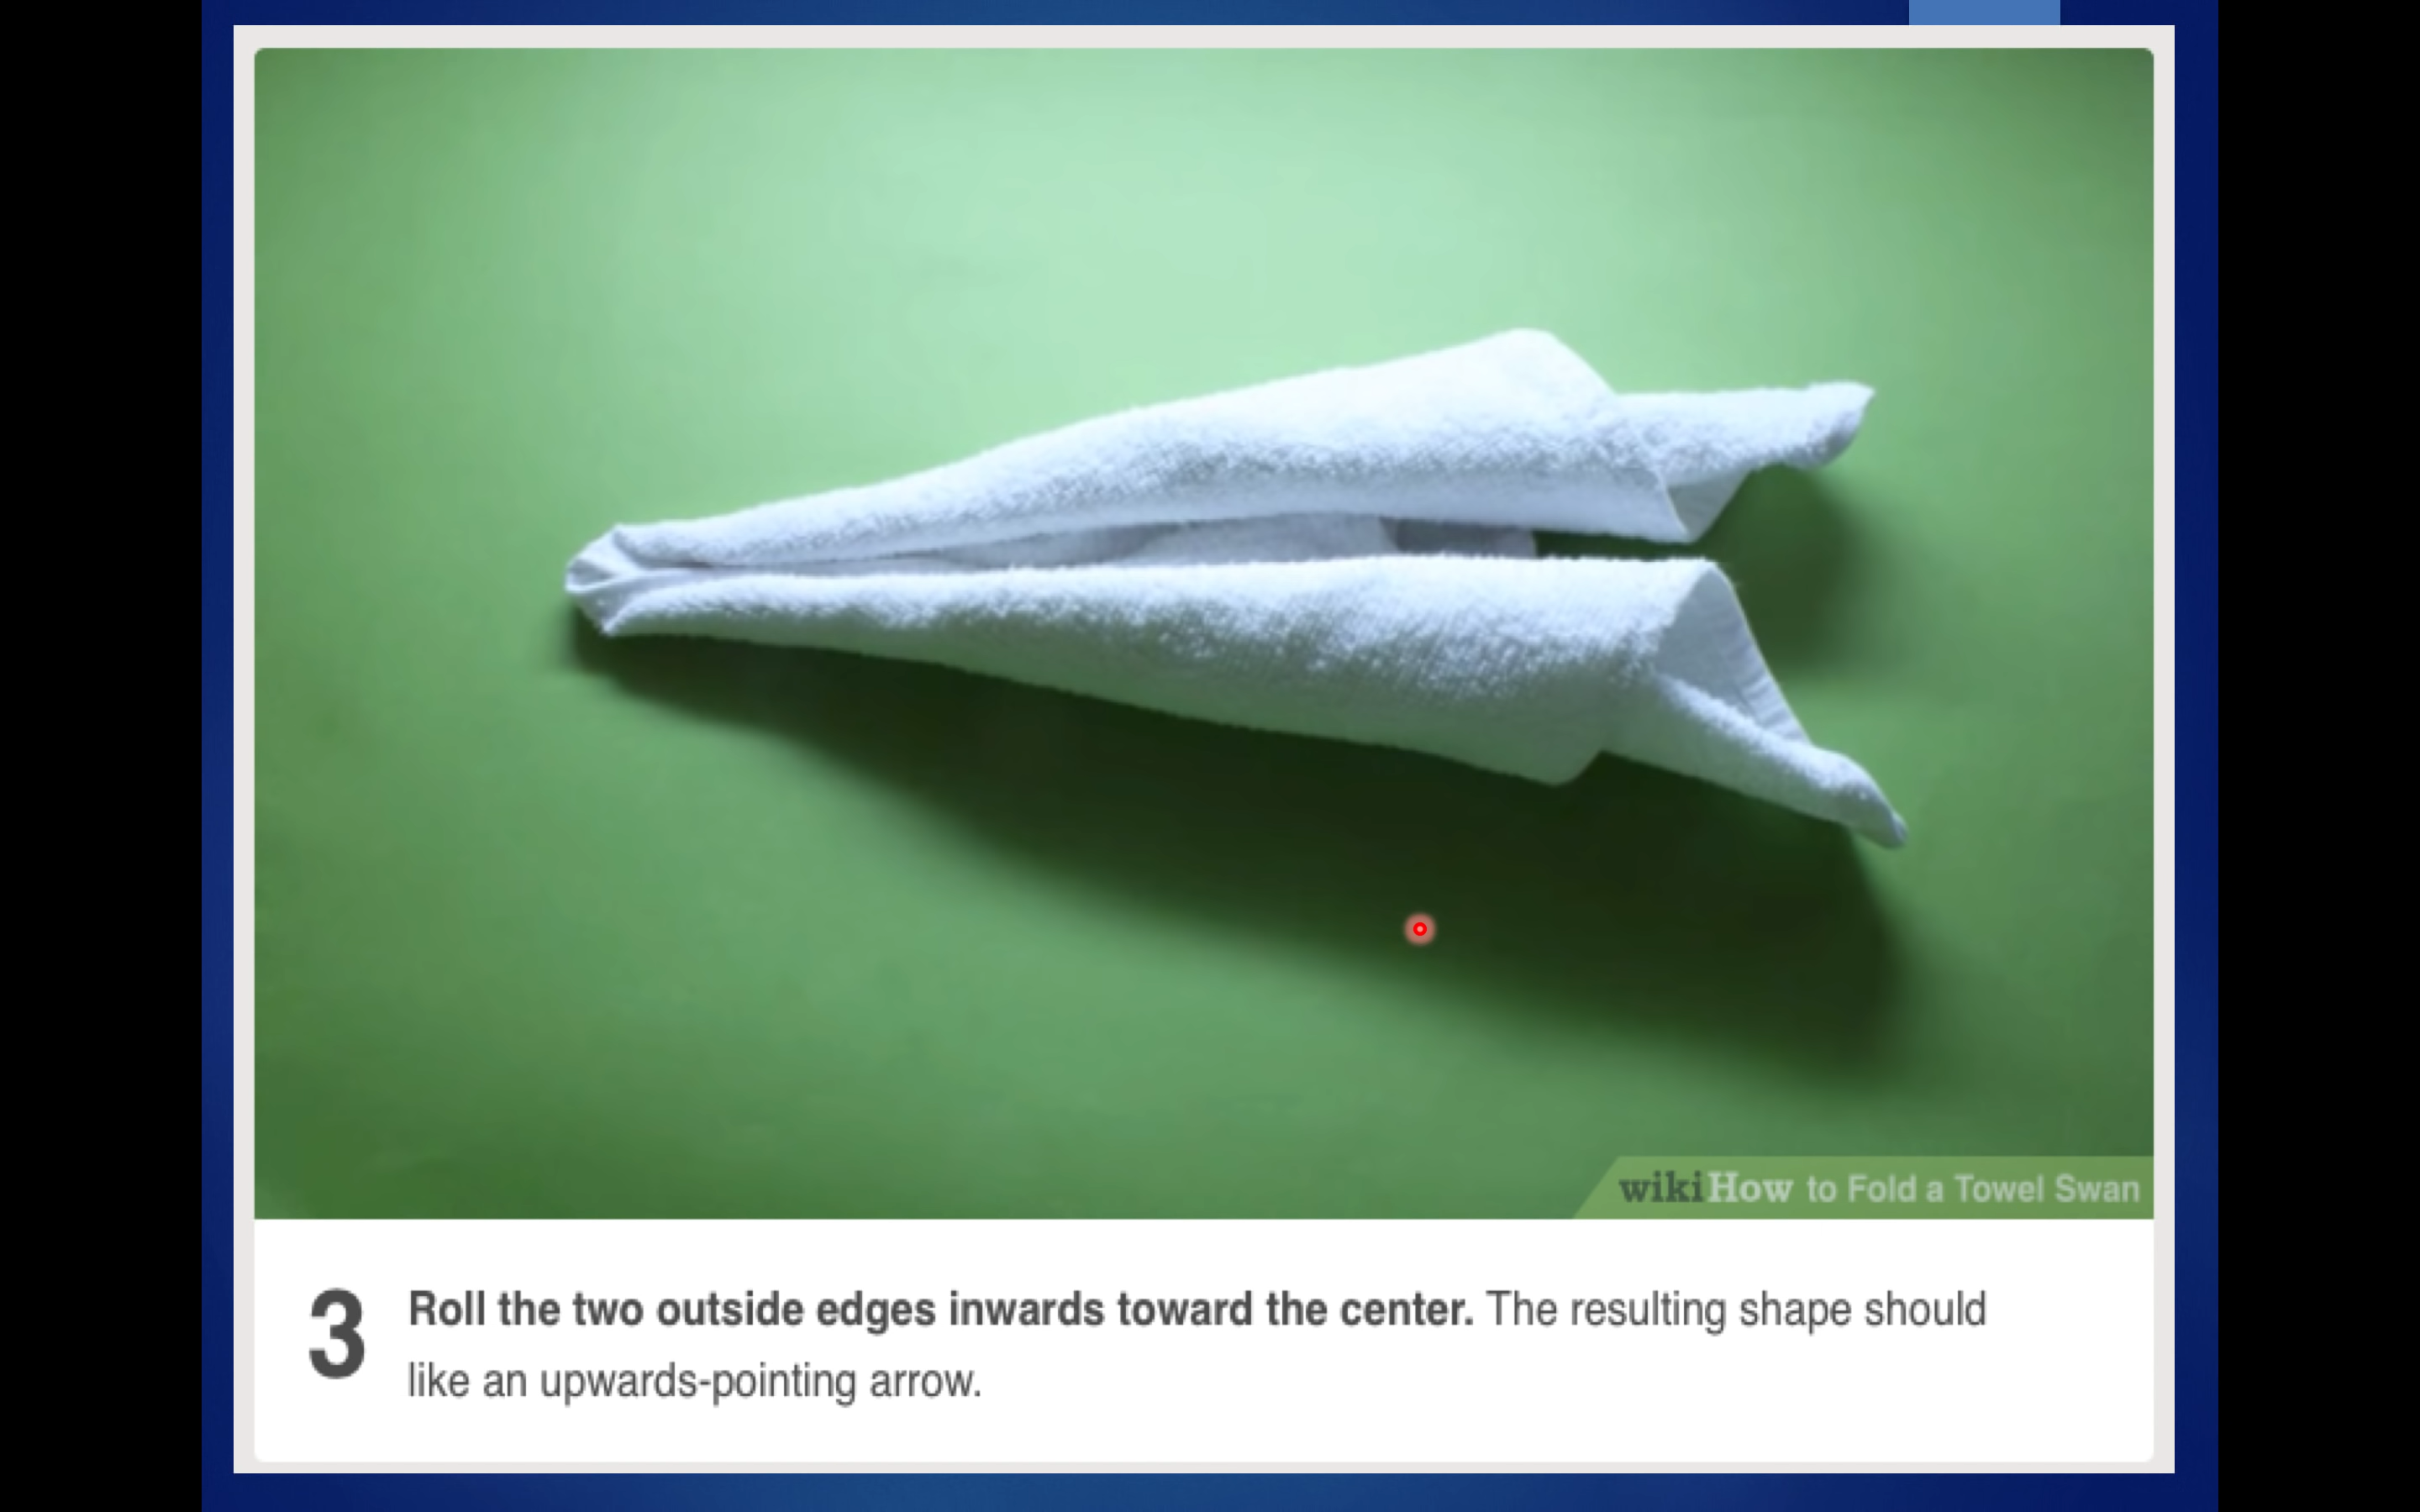 wikiHow to Fold a Towel Swan
3
Roll the two outside edges inwards toward the center. The resulting shape should
like an upwards-pointing arrow.